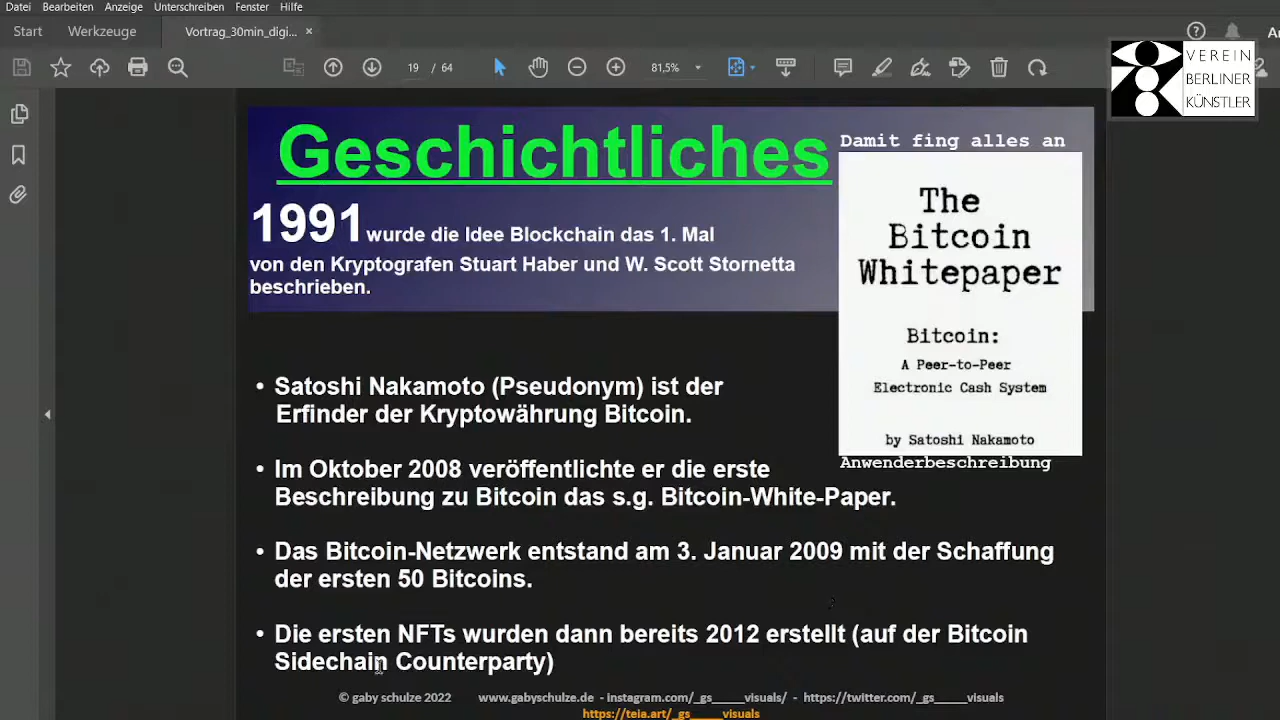 Datei Bearbeiten Anzeige Unterschreiben Fenster Hilfe
Start Werkzeuge Vortrag_30min_digi... ×
19 / 64 81,5%
VEREIN
BERLINER
KÜNSTLER
Geschichtliches
Damit fing alles an
1991 wurde die Idee Blockchain das 1. Mal
von den Kryptografen Stuart Haber und W. Scott Stornetta
beschrieben.
The
Bitcoin
Whitepaper
Bitcoin:
A Peer-to-Peer
Electronic Cash System
by Satoshi Nakamoto
Anwenderbeschreibung
• Satoshi Nakamoto (Pseudonym) ist der
Erfinder der Kryptowährung Bitcoin.
• Im Oktober 2008 veröffentlichte er die erste
Beschreibung zu Bitcoin das s.g. Bitcoin-White-Paper.
• Das Bitcoin-Netzwerk entstand am 3. Januar 2009 mit der Schaffung
der ersten 50 Bitcoins.
• Die ersten NFTs wurden dann bereits 2012 erstellt (auf der Bitcoin
Sidechain Counterparty)
© gaby schulze 2022 www.gabyschulze.de - instagram.com/_gs_____visuals/ - https://twitter.com/_gs_____visuals
https://teia.art/_gs_____visuals